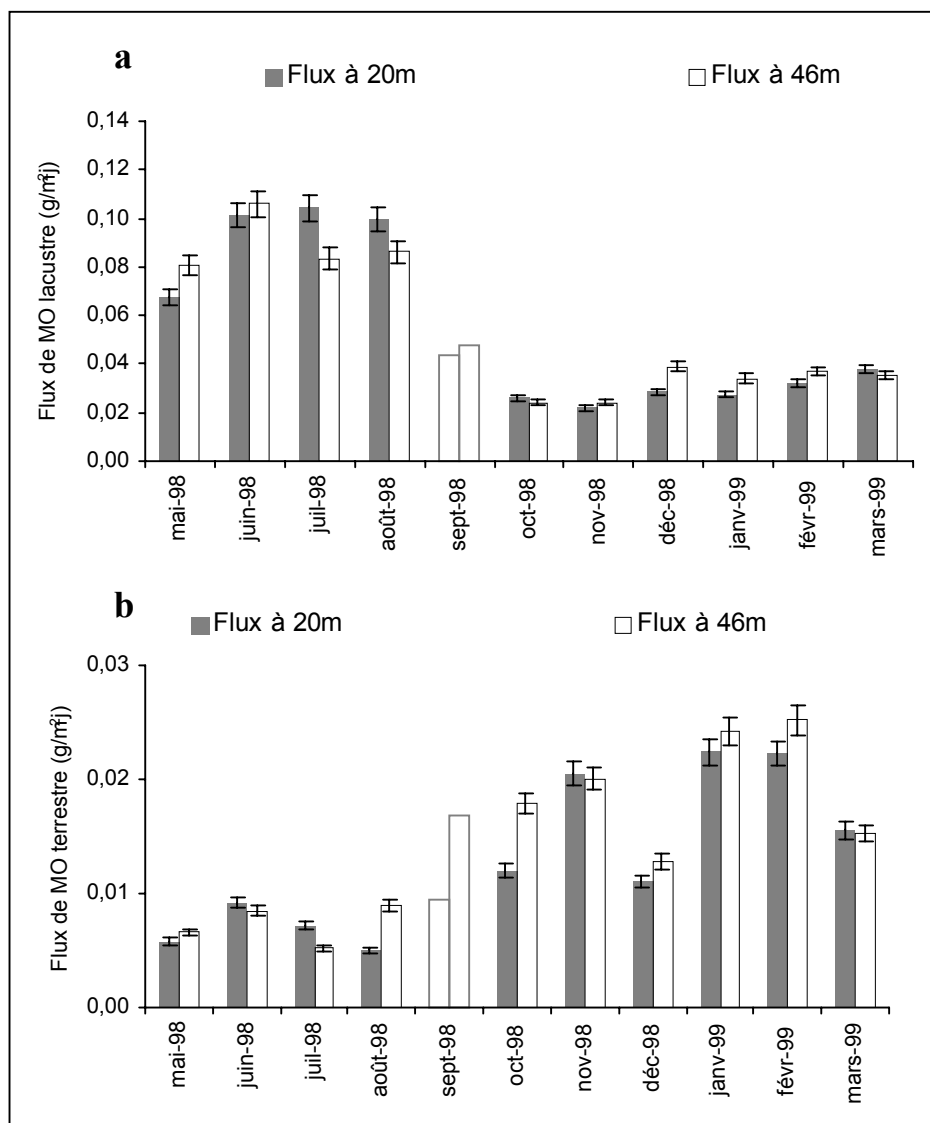 a
Flux à 20m
Flux à 46m
Flux de MO lacustre (g/m²j)
0,14
0,12
0,10
0,08
0,06
0,04
0,02
0,00
mai-98
juin-98
juil-98
août-98
sept-98
oct-98
nov-98
déc-98
janv-99
févr-99
mars-99
b
Flux à 20m
Flux à 46m
Flux de MO terrestre (g/m²j)
0,03
0,02
0,01
0,00
mai-98
juin-98
juil-98
août-98
sept-98
oct-98
nov-98
déc-98
janv-99
févr-99
mars-99